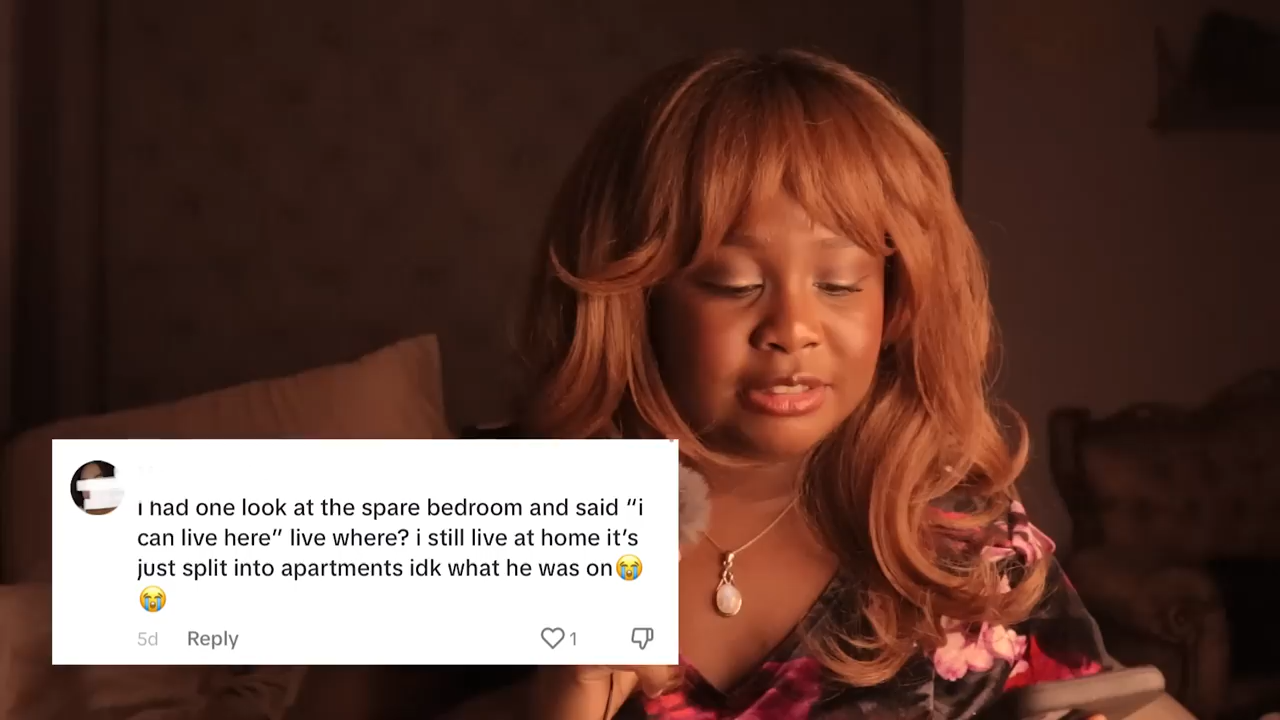 I had one look at the spare bedroom and said “i
can live here” live where? i still live at home it’s
just split into apartments idk what he was on😭
😭
5d Reply 1